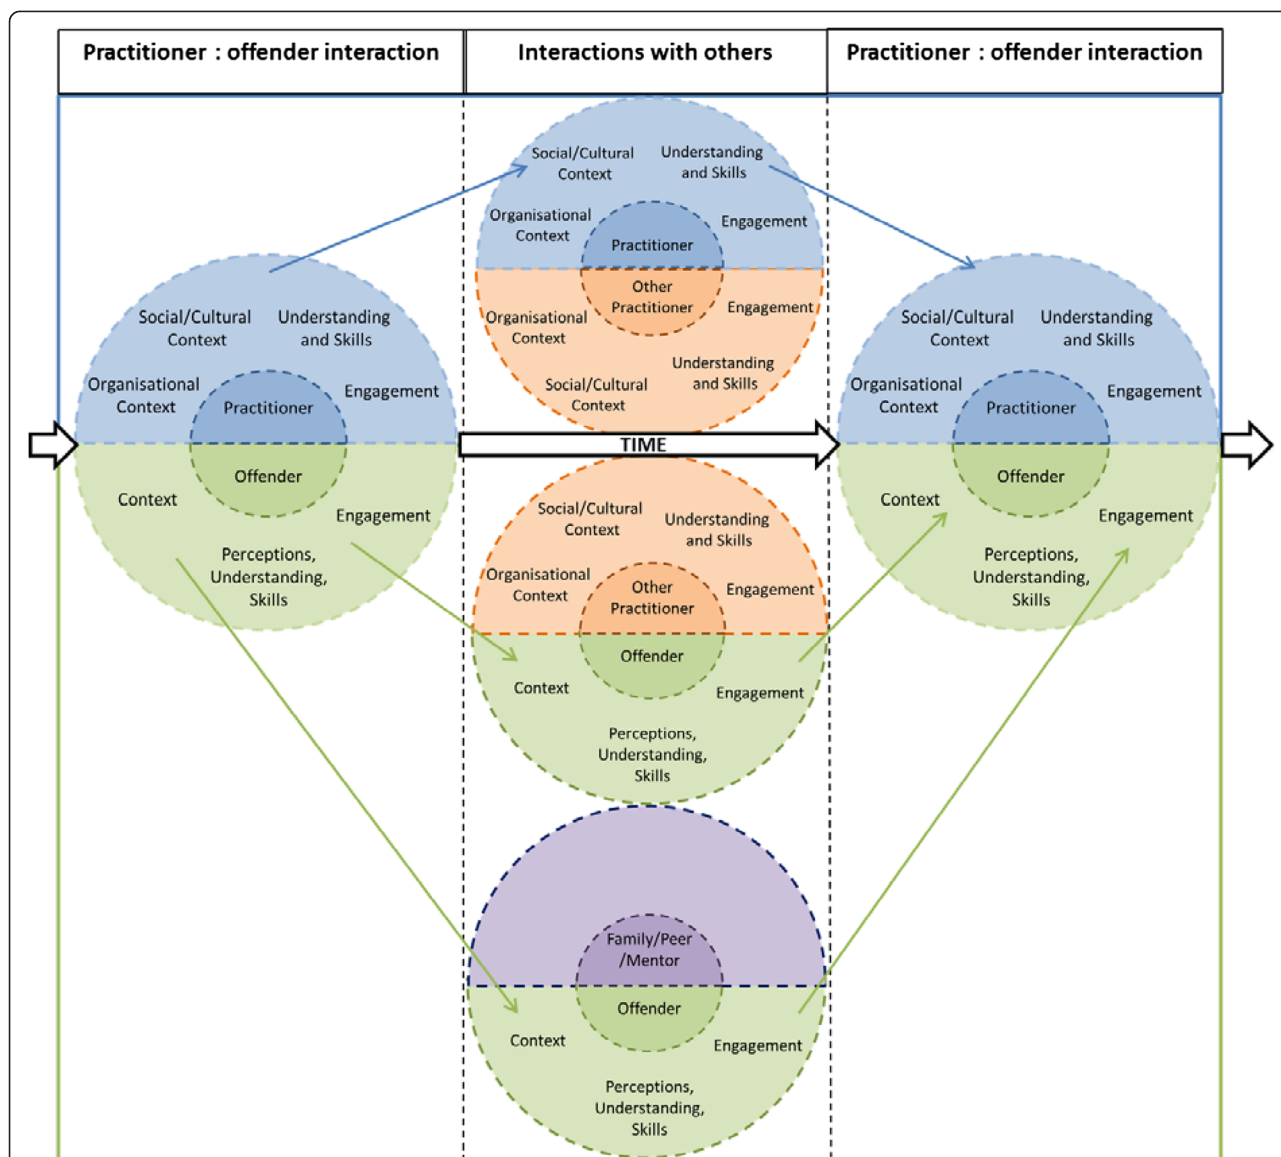 Practitioner : offender interaction
Interactions with others
Practitioner : offender interaction
Social/Cultural
Context
Understanding
and Skills
Organisational
Context
Engagement
Practitioner
Offender
Context
Engagement
Perceptions,
Understanding,
Skills
Social/Cultural
Context
Understanding
and Skills
Organisational
Context
Engagement
Practitioner
Other
Practitioner
Organisational
Context
Engagement
Social/Cultural
Context
Understanding
and Skills
TIME
Social/Cultural
Context
Understanding
and Skills
Organisational
Context
Engagement
Other
Practitioner
Offender
Context
Engagement
Perceptions,
Understanding,
Skills
Family/Peer
/Mentor
Offender
Context
Engagement
Perceptions,
Understanding,
Skills
Social/Cultural
Context
Understanding
and Skills
Organisational
Context
Engagement
Practitioner
Offender
Context
Engagement
Perceptions,
Understanding,
Skills